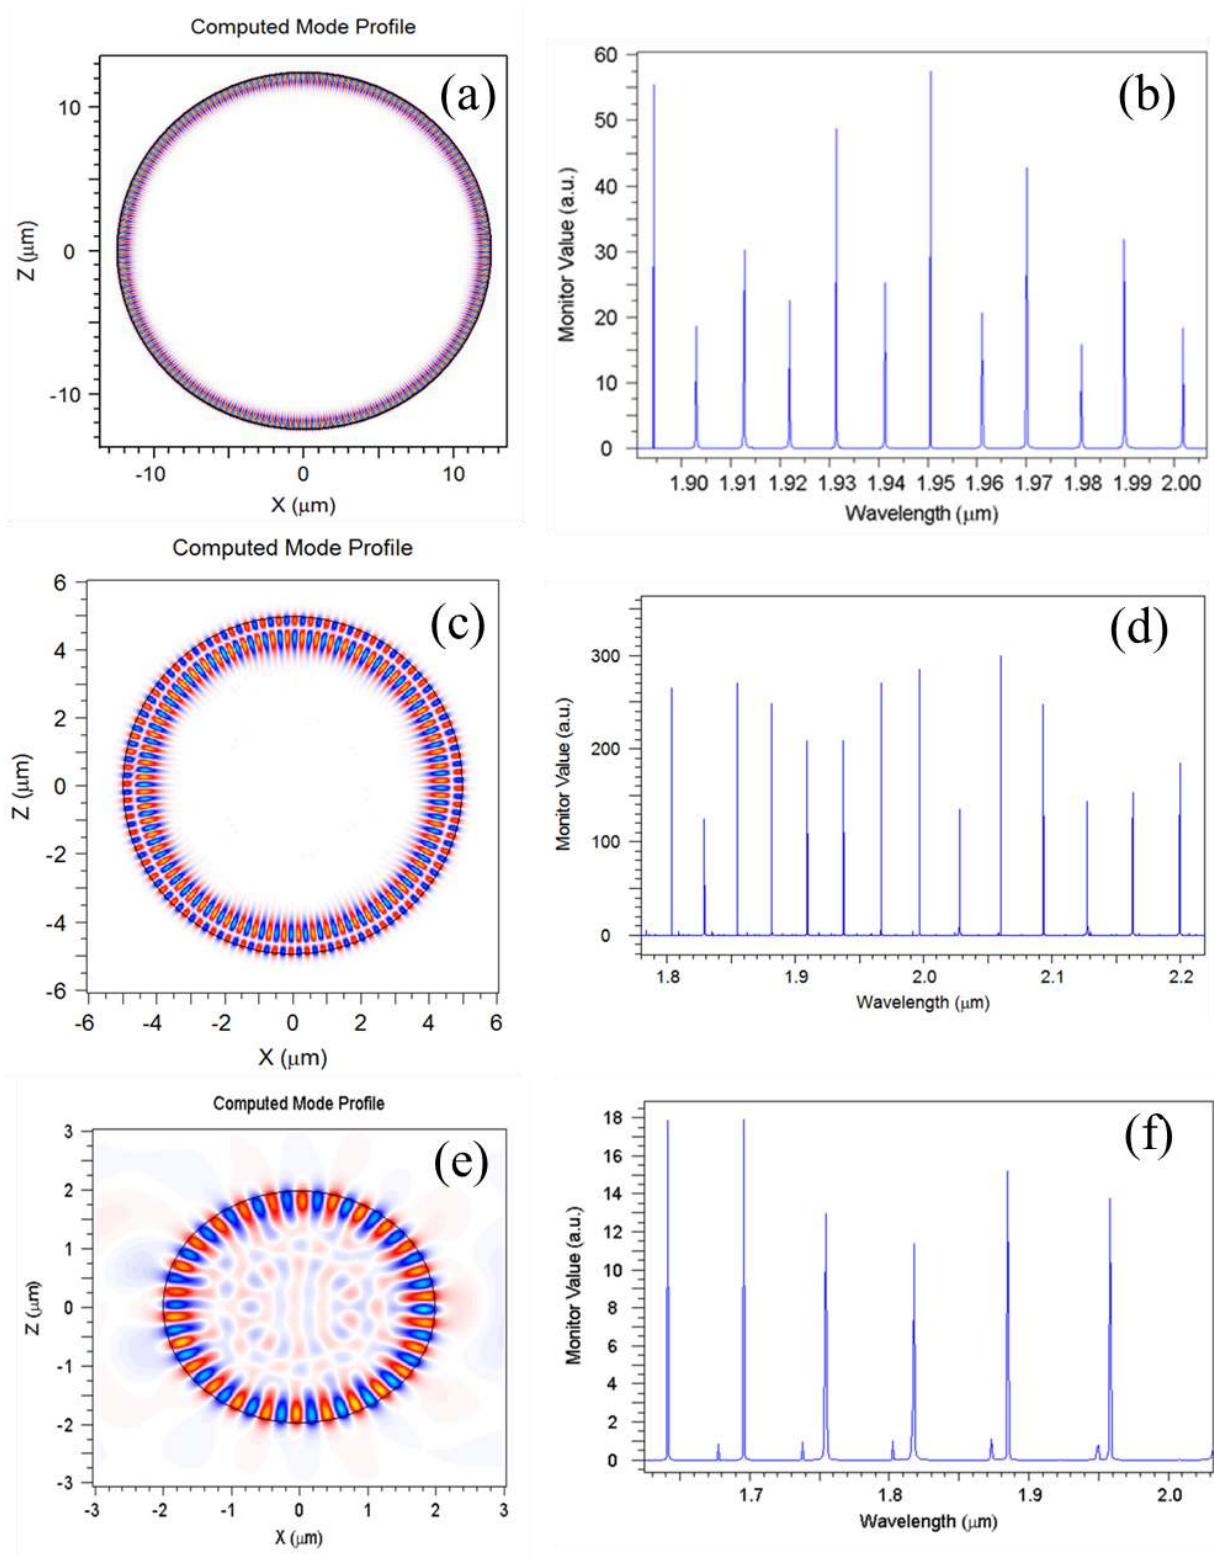 Computed Mode Profile
(a)
10
0
-10
Z (μm)
-10 0 10
X (μm)
(b)
60
50
40
30
20
10
0
Monitor Value (a.u.)
1.90 1.91 1.92 1.93 1.94 1.95 1.96 1.97 1.98 1.99 2.00
Wavelength (μm)
Computed Mode Profile
(c)
6
4
2
0
-2
-4
-6
Z (μm)
-6 -4 -2 0 2 4 6
X (μm)
(d)
300
200
100
0
Monitor Value (a.u.)
1.8 1.9 2.0 2.1 2.2
Wavelength (μm)
Computed Mode Profile
(e)
3
2
1
0
-1
-2
-3
Z (μm)
-3 -2 -1 0 1 2 3
X (μm)
(f)
18
16
14
12
10
8
6
4
2
0
Monitor Value (a.u.)
1.7 1.8 1.9 2.0
Wavelength (μm)